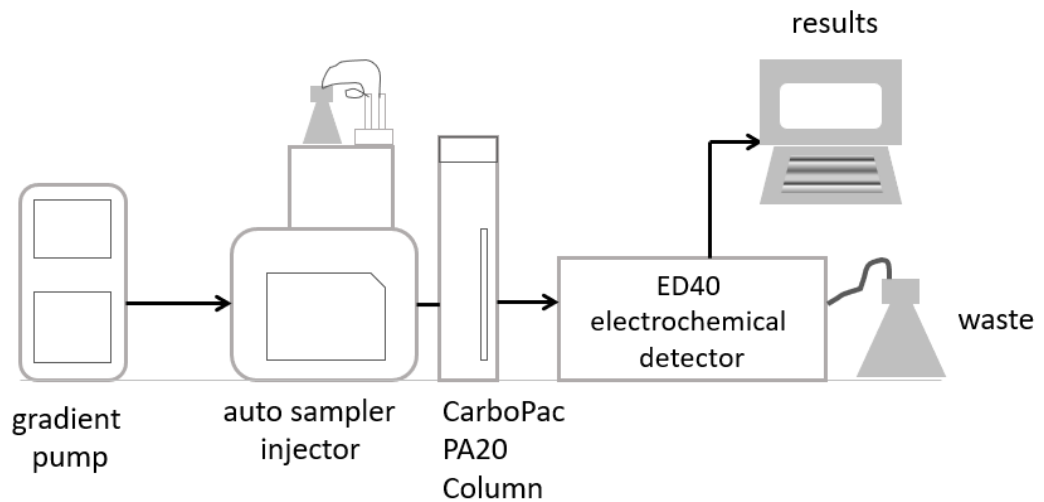 results
ED40
electrochemical
detector
waste
gradient
pump
auto sampler
injector
CarboPac
PA20
Column